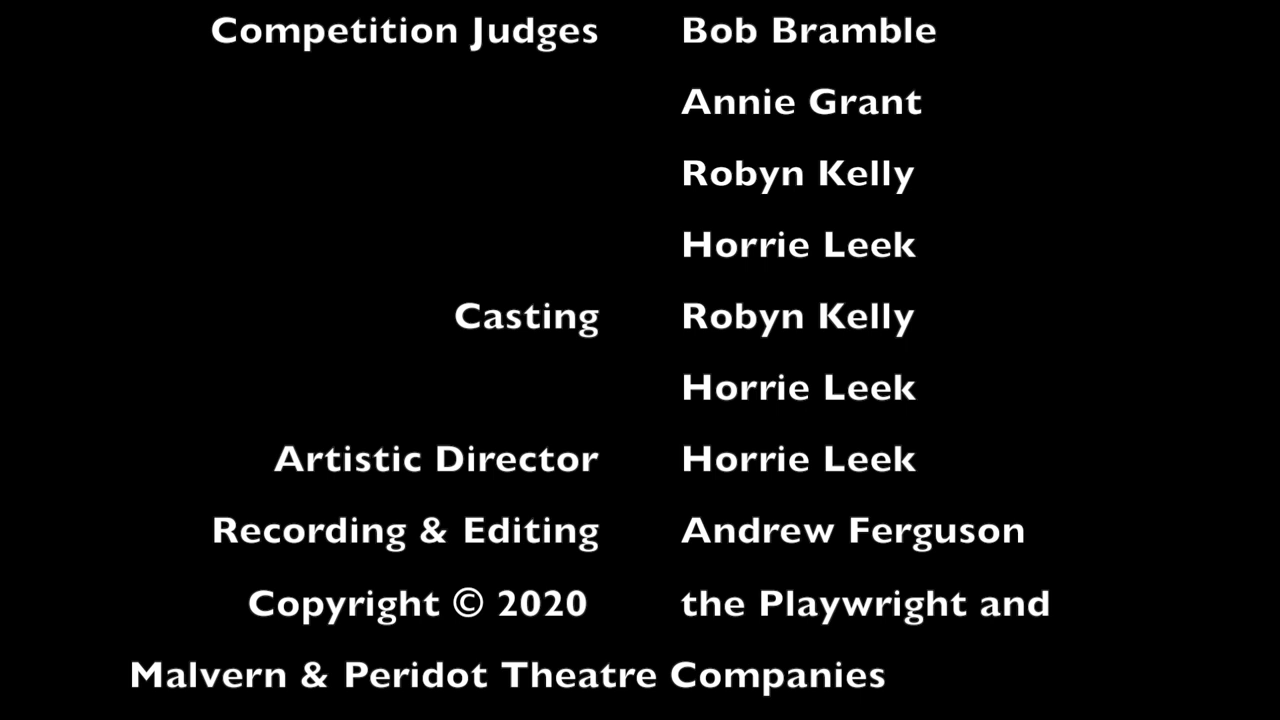 Competition Judges Bob Bramble
Annie Grant
Robyn Kelly
Horrie Leek
Casting Robyn Kelly
Horrie Leek
Artistic Director Horrie Leek
Recording & Editing Andrew Ferguson
Copyright © 2020 the Playwright and
Malvern & Peridot Theatre Companies